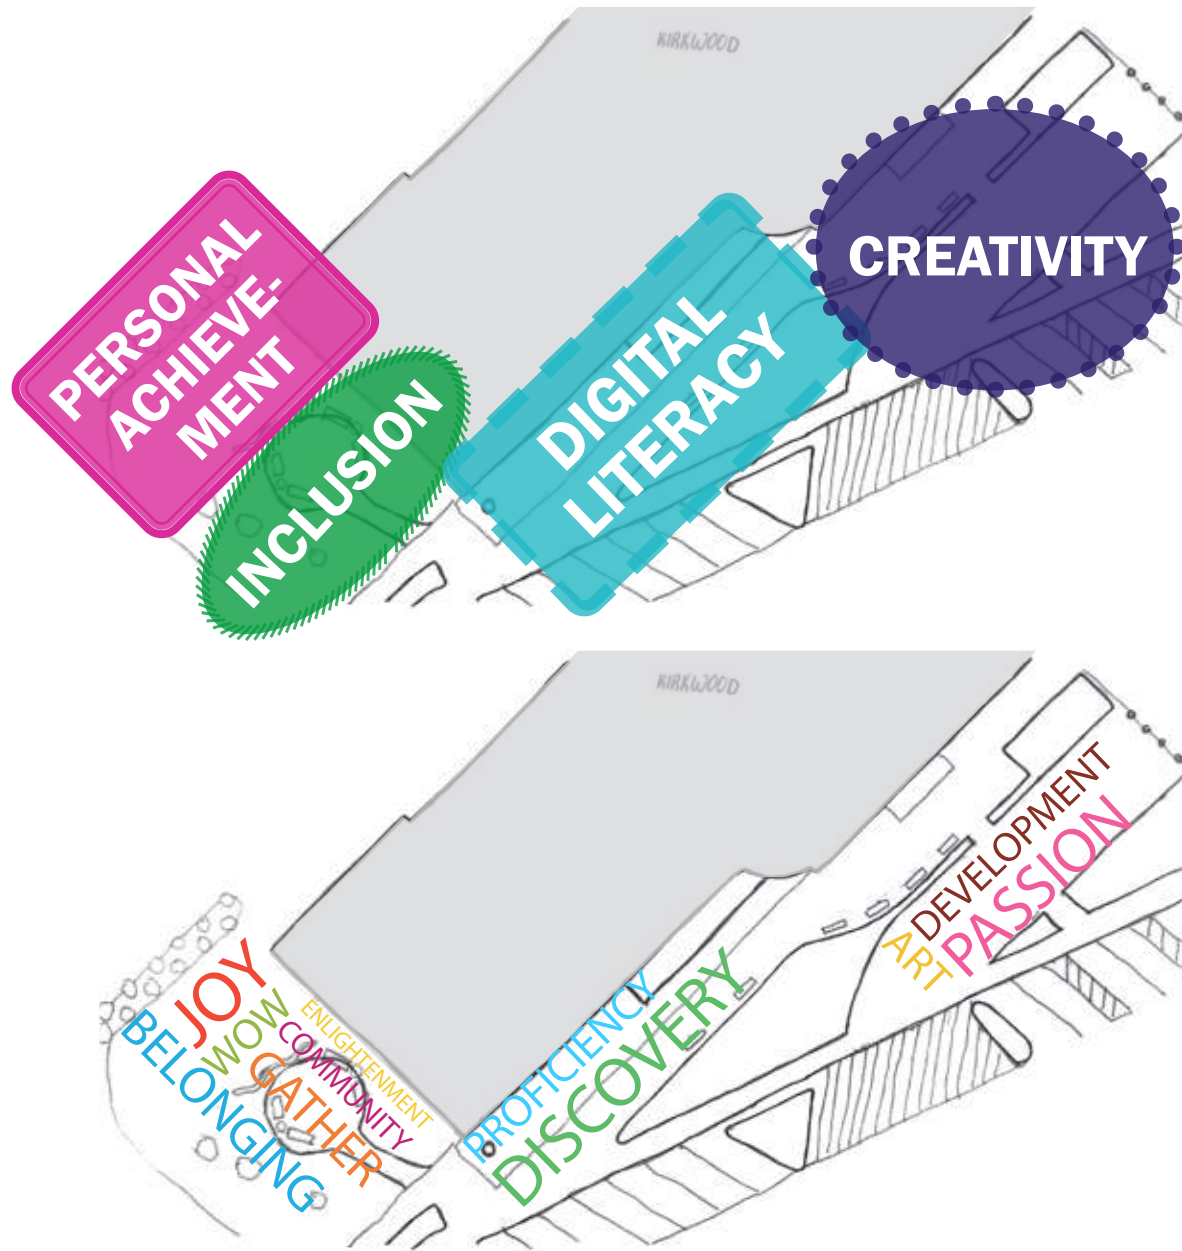 KIRKWOOD
PERSONAL
ACHIEVE-
MENT
INCLUSION
DIGITAL
LITERACY
CREATIVITY
KIRKWOOD
JOY
WOW
BELONGING
ENLIGHTENMENT
COMMUNITY
GATHER
PROFICIENCY
DISCOVERY
ART
DEVELOPMENT
PASSION